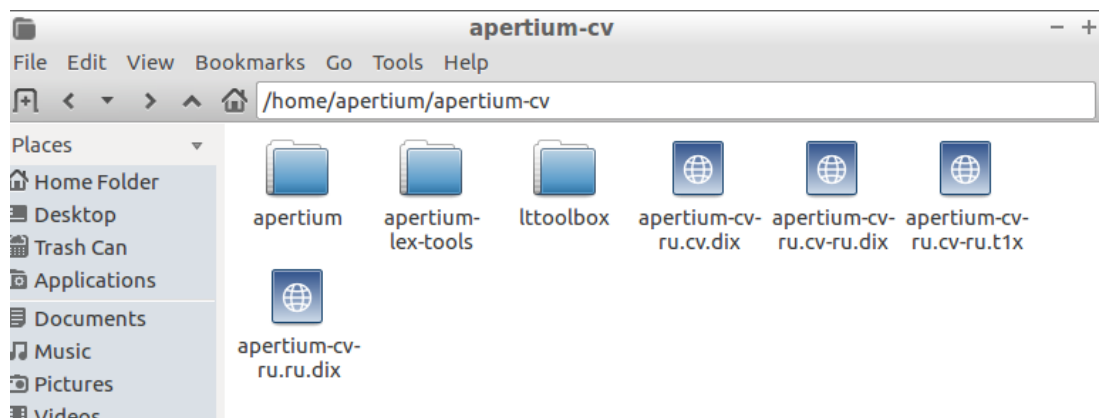 apertium-cv
File Edit View Bookmarks Go Tools Help
/home/apertium/apertium-cv
Places
Home Folder
Desktop
Trash Can
Applications
Documents
Music
Pictures
Videos
apertium
apertium-
lex-tools
lttoolbox
apertium-cv-
ru.cv.dix
apertium-cv-
ru.cv-ru.dix
apertium-cv-
ru.cv-ru.t1x
apertium-cv-
ru.ru.dix